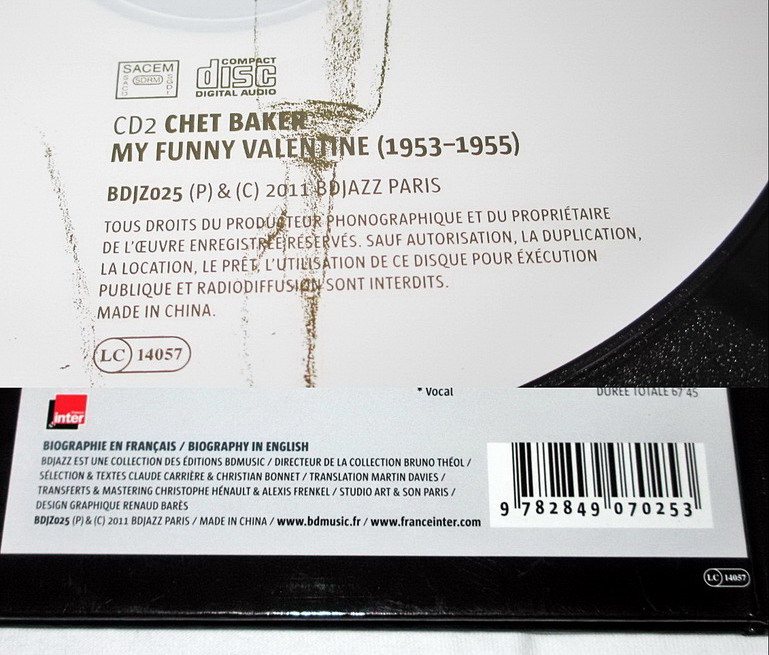 SACEM
SACD
SDRM
SGDL
COMPACT
disc
DIGITAL AUDIO
CD2 CHET BAKER
MY FUNNY VALENTINE (1953–1955)
BDJZ025 (P) & (C) 2011 BDJAZZ PARIS
TOUS DROITS DU PRODUCTEUR PHONOGRAPHIQUE ET DU PROPRIÉTAIRE
DE L'ŒUVRE ENREGISTRÉE RÉSERVÉS. SAUF AUTORISATION, LA DUPLICATION,
LA LOCATION, LE PRÊT, L'UTILISATION DE CE DISQUE POUR ÉXÉCUTION
PUBLIQUE ET RADIODIFFUSION SONT INTERDITS.
MADE IN CHINA.
LC 14057
* Vocal
DURÉE TOTALE 67'45
inter
BIOGRAPHIE EN FRANÇAIS / BIOGRAPHY IN ENGLISH
BDJAZZ EST UNE COLLECTION DES ÉDITIONS BDMUSIC / DIRECTEUR DE LA COLLECTION BRUNO THÉOL /
SÉLECTION & TEXTES CLAUDE CARRIÈRE & CHRISTIAN BONNET / TRANSLATION MARTIN DAVIES /
TRANSFERTS & MASTERING CHRISTOPHE HÉNAULT & ALEXIS FRENKEL / STUDIO ART & SON PARIS /
DESIGN GRAPHIQUE RENAUD BARÈS
BDJZ025 (P) & (C) 2011 BDJAZZ PARIS / MADE IN CHINA / www.bdmusic.fr / www.franceinter.com
9 782849 070253
LC 14057